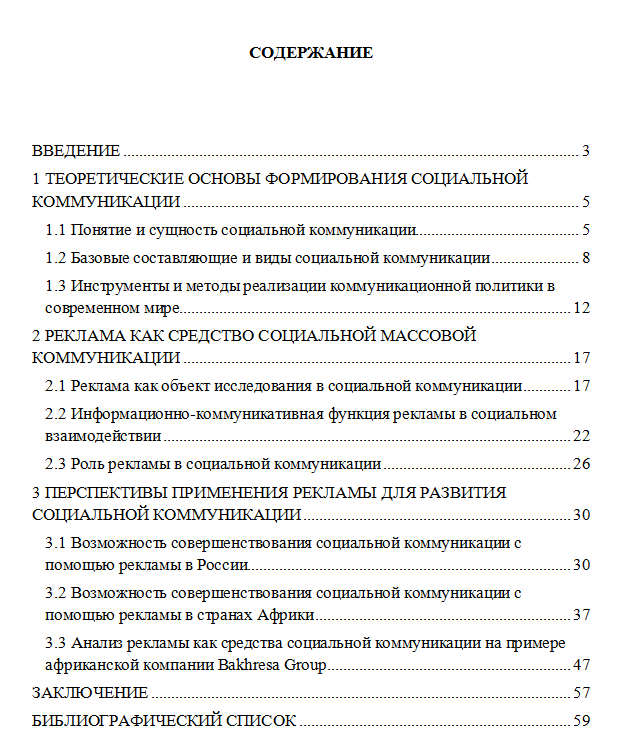 СОДЕРЖАНИЕ
ВВЕДЕНИЕ ........ 3
1 ТЕОРЕТИЧЕСКИЕ ОСНОВЫ ФОРМИРОВАНИЯ СОЦИАЛЬНОЙ
КОММУНИКАЦИИ ........ 5
1.1 Понятие и сущность социальной коммуникации ........ 5
1.2 Базовые составляющие и виды социальной коммуникации ........ 8
1.3 Инструменты и методы реализации коммуникационной политики в
современном мире ........ 12
2 РЕКЛАМА КАК СРЕДСТВО СОЦИАЛЬНОЙ МАССОВОЙ
КОММУНИКАЦИИ ........ 17
2.1 Реклама как объект исследования в социальной коммуникации ........ 17
2.2 Информационно-коммуникативная функция рекламы в социальном
взаимодействии ........ 22
2.3 Роль рекламы в социальной коммуникации ........ 26
3 ПЕРСПЕКТИВЫ ПРИМЕНЕНИЯ РЕКЛАМЫ ДЛЯ РАЗВИТИЯ
СОЦИАЛЬНОЙ КОММУНИКАЦИИ ........ 30
3.1 Возможность совершенствования социальной коммуникации с
помощью рекламы в России ........ 30
3.2 Возможность совершенствования социальной коммуникации с
помощью рекламы в странах Африки ........ 37
3.3 Анализ рекламы как средства социальной коммуникации на примере
африканской компании Bakhresa Group ........ 47
ЗАКЛЮЧЕНИЕ ........ 57
БИБЛИОГРАФИЧЕСКИЙ СПИСОК ........ 59